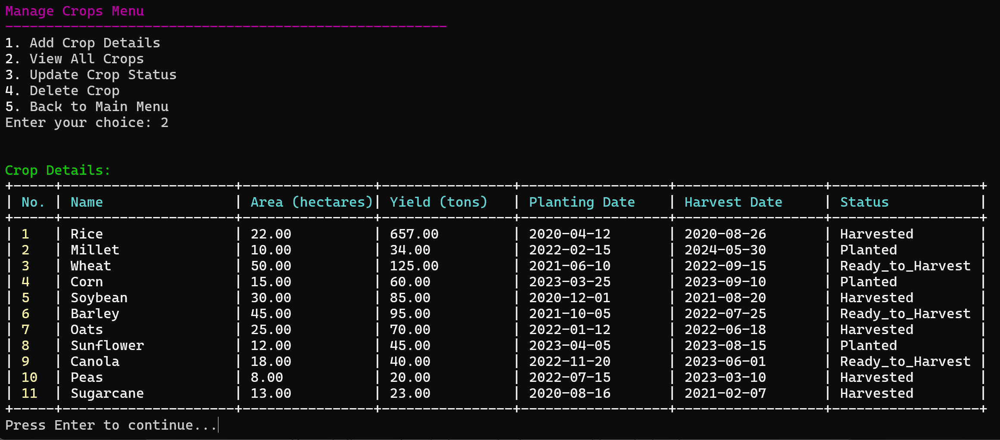 Manage Crops Menu
------------------------------------------------------
1. Add Crop Details
2. View All Crops
3. Update Crop Status
4. Delete Crop
5. Back to Main Menu
Enter your choice: 2
Crop Details:
+-----+---------------------+----------------+----------------+------------------+------------------+------------------+
| No. | Name                | Area (hectares)| Yield (tons)   | Planting Date    | Harvest Date     | Status           |
+-----+---------------------+----------------+----------------+------------------+------------------+------------------+
| 1   | Rice                | 22.00          | 657.00         | 2020-04-12       | 2020-08-26       | Harvested        |
| 2   | Millet              | 10.00          | 34.00          | 2022-02-15       | 2024-05-30       | Planted          |
| 3   | Wheat               | 50.00          | 125.00         | 2021-06-10       | 2022-09-15       | Ready_to_Harvest |
| 4   | Corn                | 15.00          | 60.00          | 2023-03-25       | 2023-09-10       | Planted          |
| 5   | Soybean             | 30.00          | 85.00          | 2020-12-01       | 2021-08-20       | Harvested        |
| 6   | Barley              | 45.00          | 95.00          | 2021-10-05       | 2022-07-25       | Ready_to_Harvest |
| 7   | Oats                | 25.00          | 70.00          | 2022-01-12       | 2022-06-18       | Harvested        |
| 8   | Sunflower           | 12.00          | 45.00          | 2023-04-05       | 2023-08-15       | Planted          |
| 9   | Canola              | 18.00          | 40.00          | 2022-11-20       | 2023-06-01       | Ready_to_Harvest |
| 10  | Peas                | 8.00           | 20.00          | 2022-07-15       | 2023-03-10       | Harvested        |
| 11  | Sugarcane           | 13.00          | 23.00          | 2020-08-16       | 2021-02-07       | Harvested        |
+-----+---------------------+----------------+----------------+------------------+------------------+------------------+
Press Enter to continue...